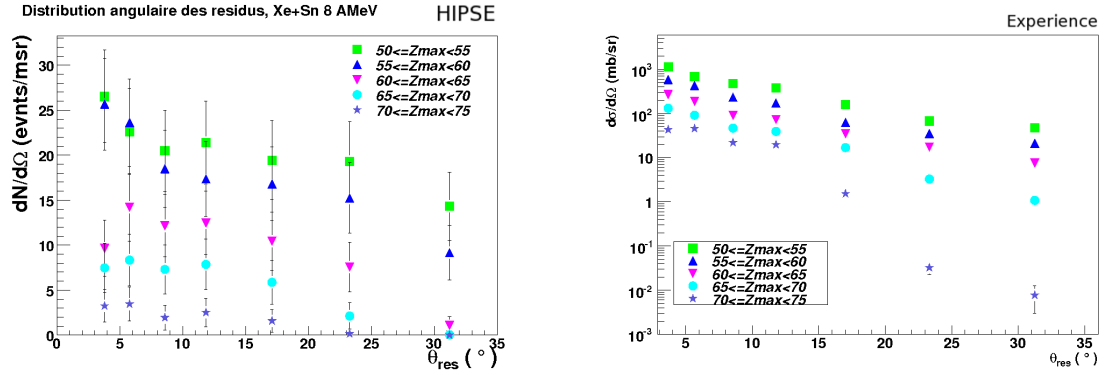 Distribution angulaire des residus, Xe+Sn 8 AMeV
HIPSE
dN/dΩ (evnts/msr)
30
25
20
15
10
5
0
50<=Zmax<55
55<=Zmax<60
60<=Zmax<65
65<=Zmax<70
70<=Zmax<75
0 5 10 15 20 25 30 35
θres (°)
Experience
dσ/dΩ (mb/sr)
10³
10²
10
1
10⁻¹
10⁻²
10⁻³
50<=Zmax<55
55<=Zmax<60
60<=Zmax<65
65<=Zmax<70
70<=Zmax<75
5 10 15 20 25 30 35
θres (°)